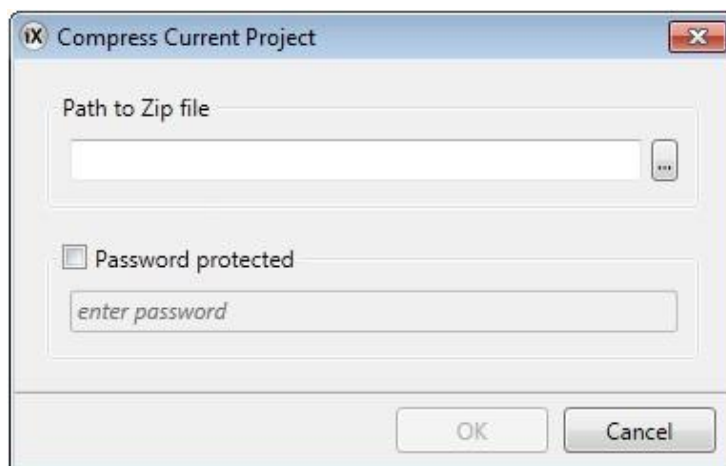 iX Compress Current Project
Path to Zip file
...
Password protected
enter password
OK Cancel